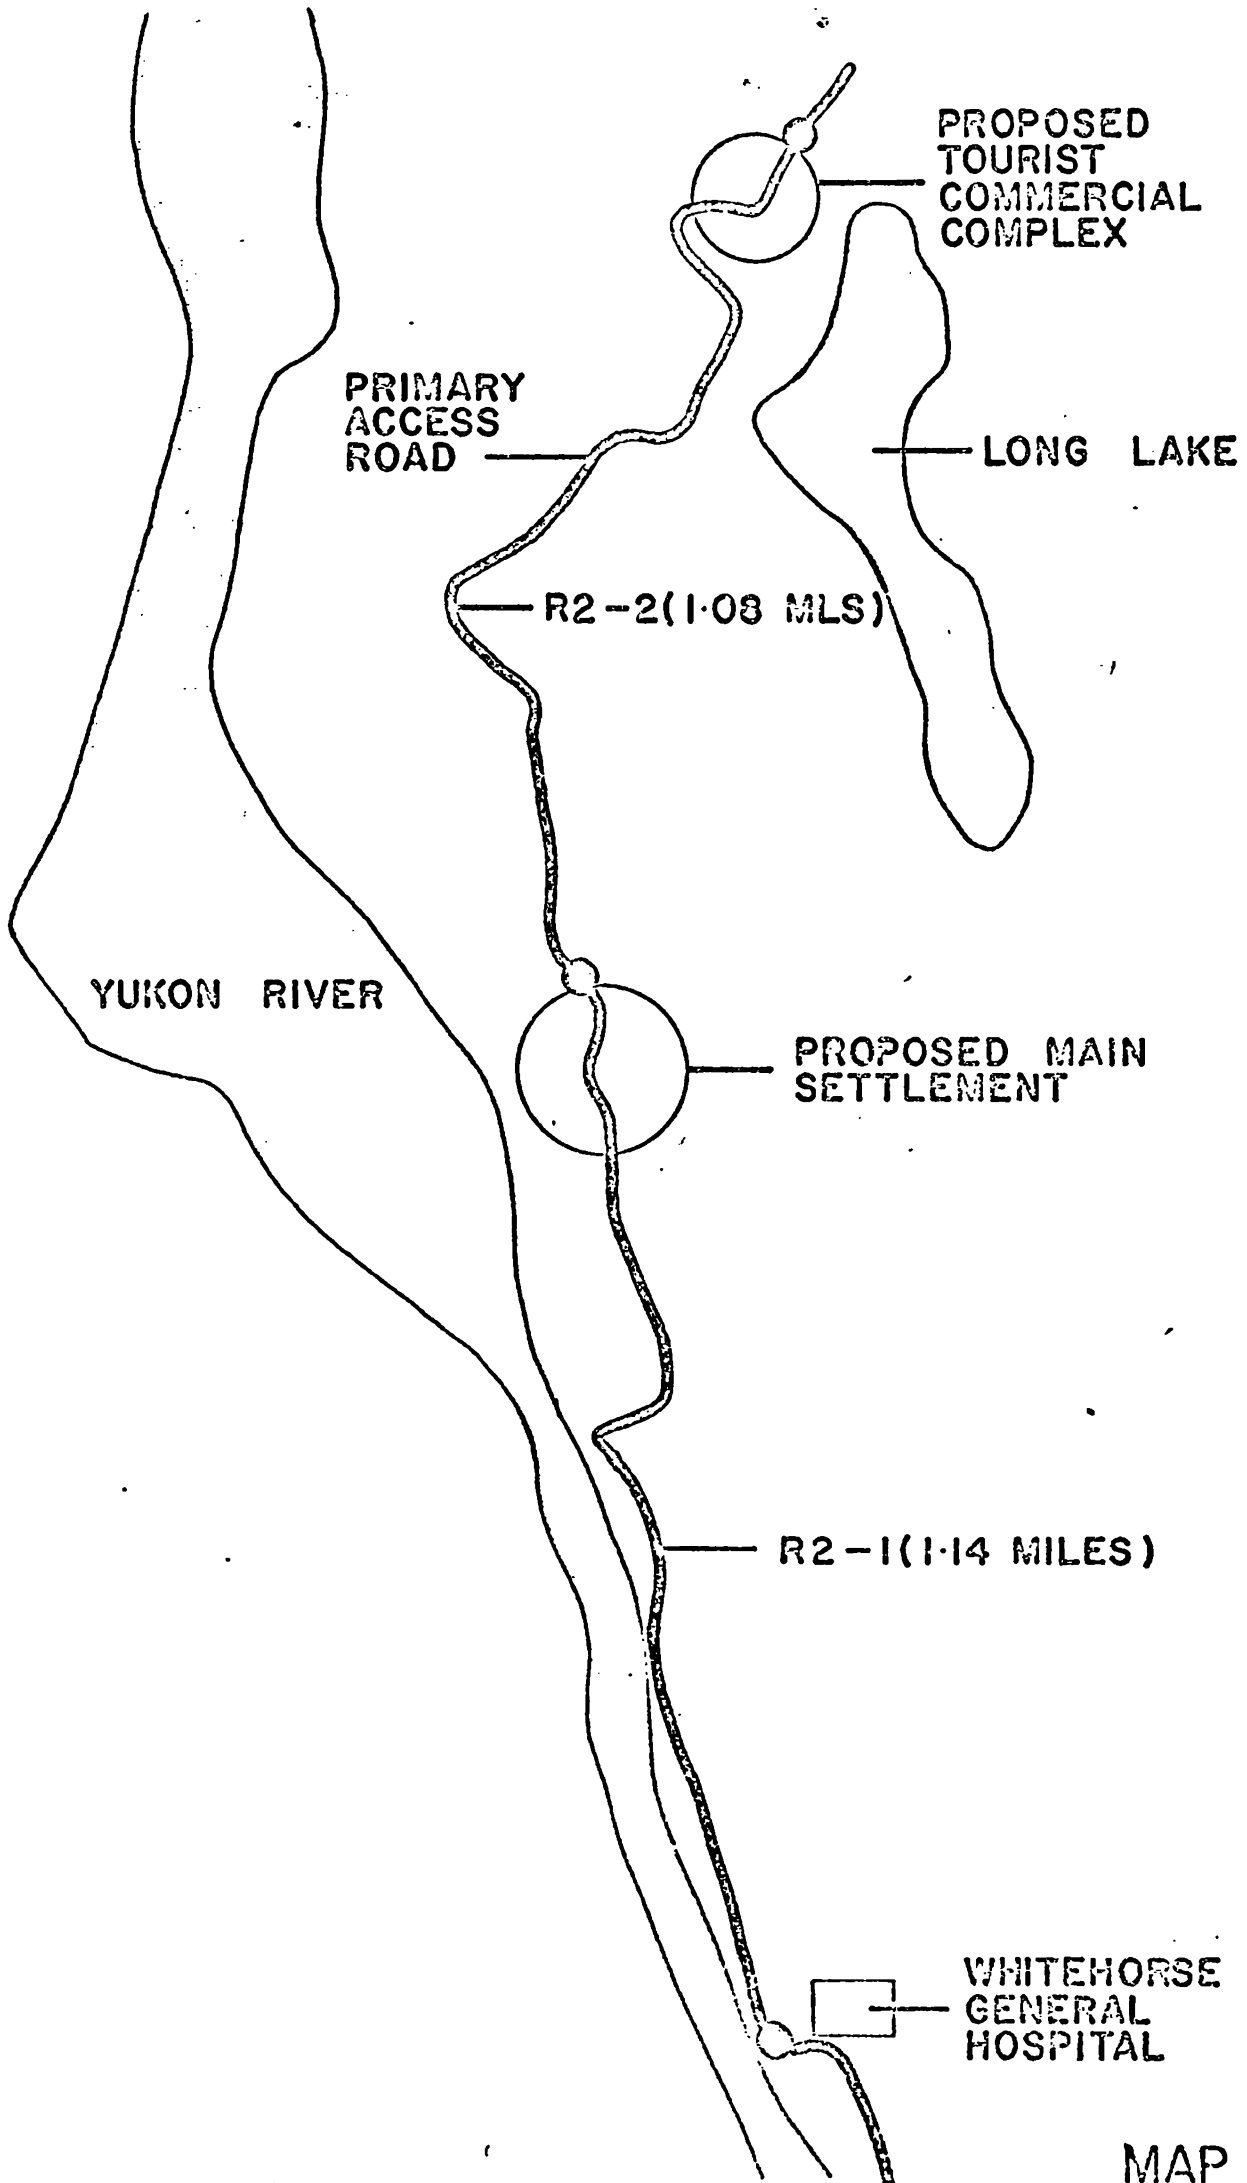 PROPOSED
TOURIST
COMMERCIAL
COMPLEX
PRIMARY
ACCESS
ROAD
LONG LAKE
R2-2(1·08 MLS)
YUKON RIVER
PROPOSED MAIN
SETTLEMENT
R2-1(1·14 MILES)
WHITEHORSE
GENERAL
HOSPITAL
MAP